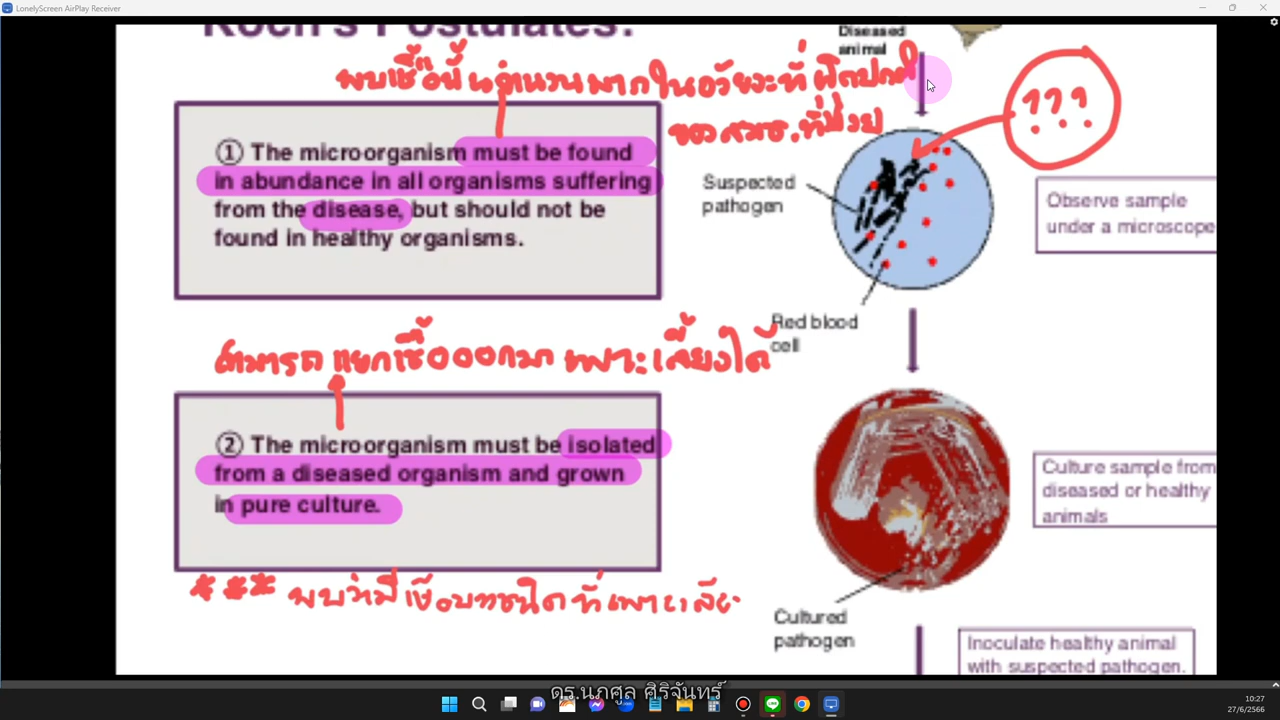 LonelyScreen AirPlay Receiver
Koch's Postulates:
Diseased
animal
พบเชื้อนี้ จำนวนมากในอวัยวะที่ ผิดปกติ
ของ สมช.ที่ป่วย
???
① The microorganism must be found
in abundance in all organisms suffering
from the disease, but should not be
found in healthy organisms.
Suspected
pathogen
Observe sample
under a microscope
Red blood
cell
สามารถ แยกเชื้อออกมา เพาะเลี้ยงได้
② The microorganism must be isolated
from a diseased organism and grown
in pure culture.
Culture sample from
diseased or healthy
animals
*** พบว่ามี เชื้อบางชนิด ที่เพาะเลี้ย
Cultured
pathogen
Inoculate healthy animal
with suspected pathogen.
ดร.นภศูล ศิริจันทร์
10:27
27/6/2566